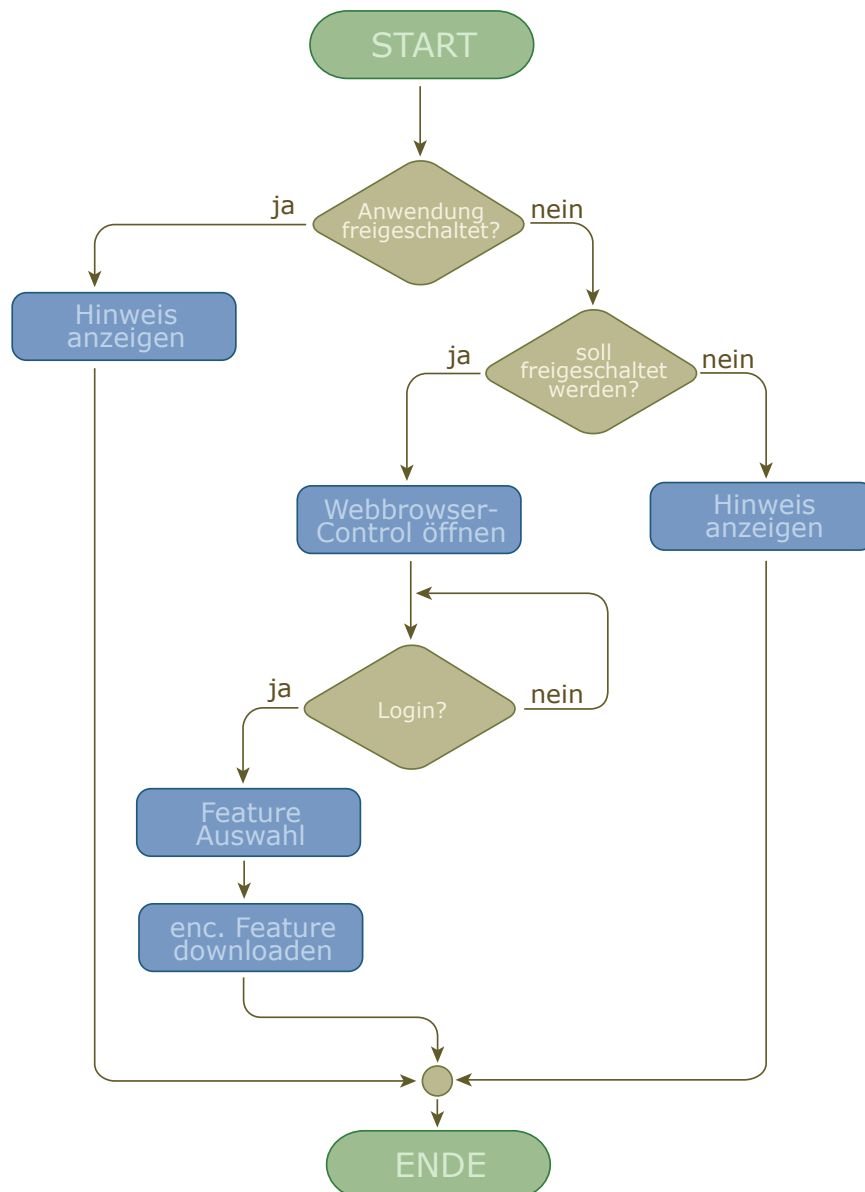 START
ja
Anwendung
freigeschaltet?
nein
Hinweis
anzeigen
ja
soll
freigeschaltet
werden?
nein
Webbrowser-
Control öffnen
Hinweis
anzeigen
ja
Login?
nein
Feature
Auswahl
enc. Feature
downloaden
ENDE